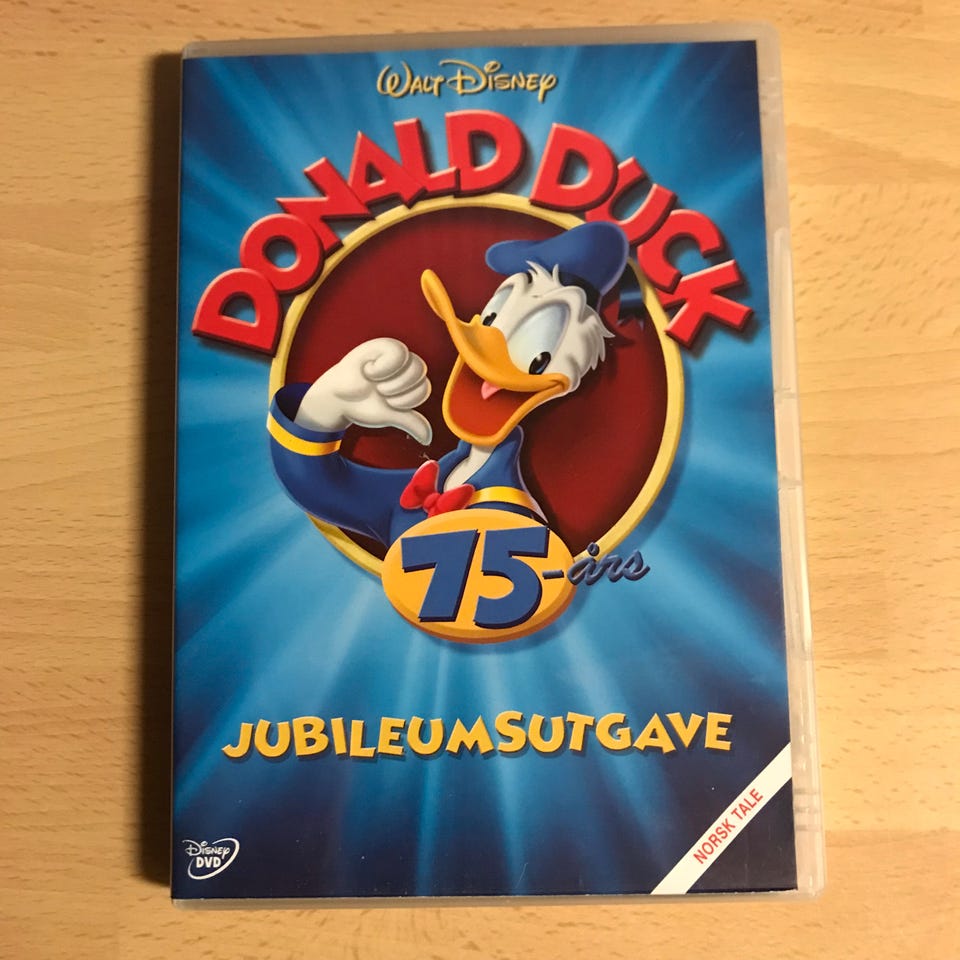 WALT DISNEY
DONALD DUCK
75-års
JUBILEUMSUTGAVE
NORSK TALE
DISNEY
DVD